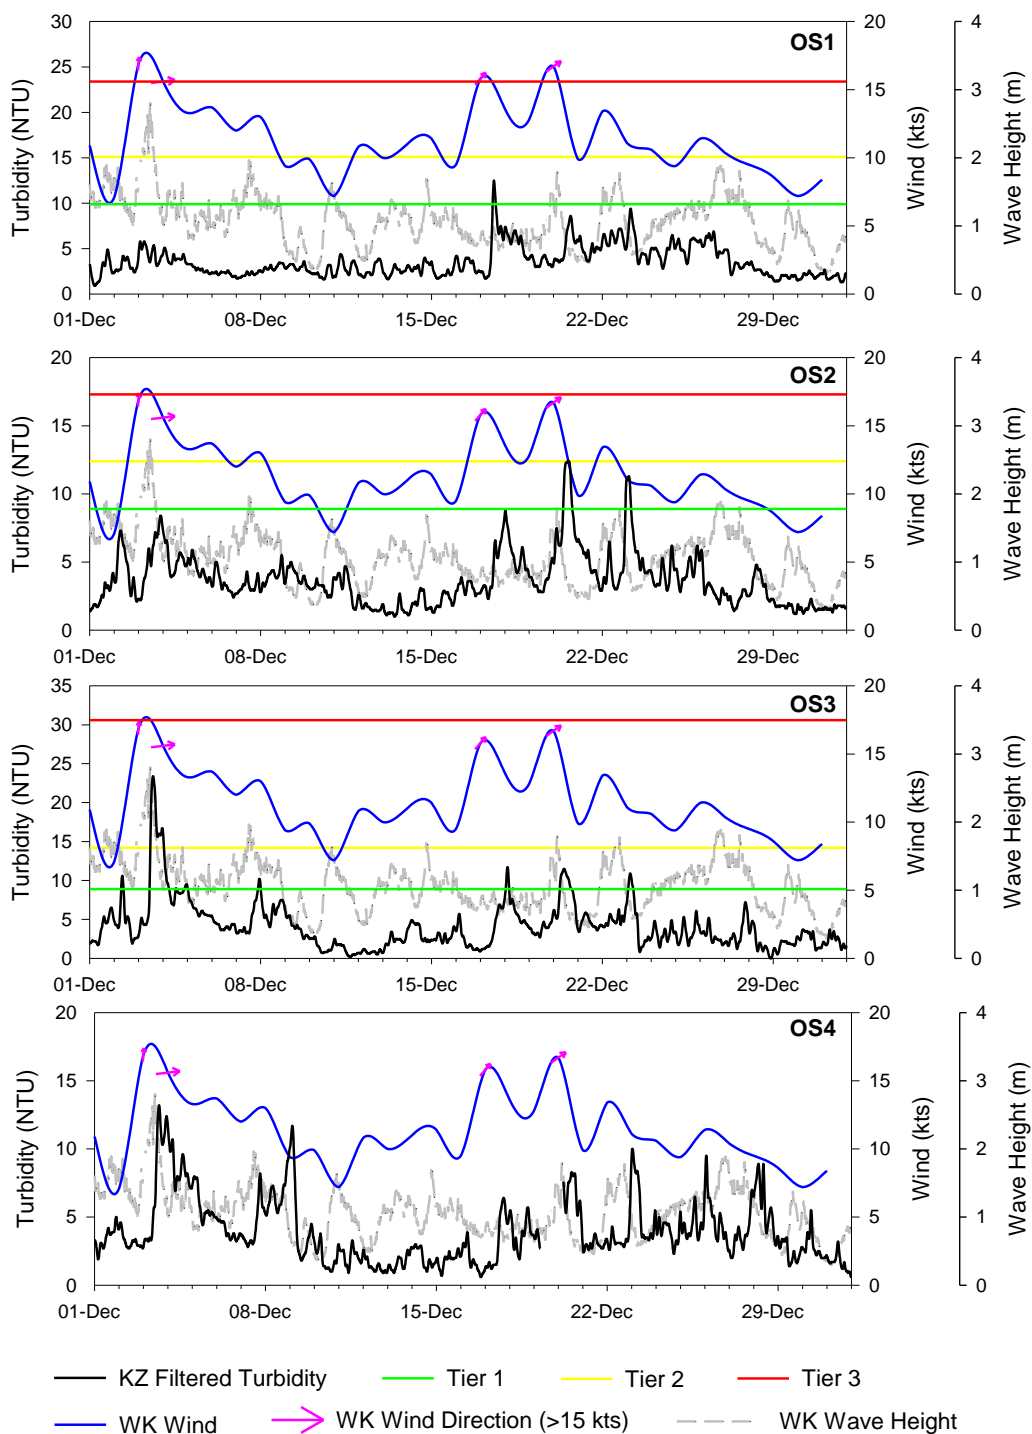 OS1
Turbidity (NTU)
30
25
20
15
10
5
0
Wind (kts)
20
15
10
5
0
Wave Height (m)
4
3
2
1
0
01-Dec 08-Dec 15-Dec 22-Dec 29-Dec
OS2
Turbidity (NTU)
20
15
10
5
0
Wind (kts)
20
15
10
5
0
Wave Height (m)
4
3
2
1
0
01-Dec 08-Dec 15-Dec 22-Dec 29-Dec
OS3
Turbidity (NTU)
35
30
25
20
15
10
5
0
Wind (kts)
20
15
10
5
0
Wave Height (m)
4
3
2
1
0
01-Dec 08-Dec 15-Dec 22-Dec 29-Dec
OS4
Turbidity (NTU)
20
15
10
5
0
Wind (kts)
20
15
10
5
0
Wave Height (m)
4
3
2
1
0
01-Dec 08-Dec 15-Dec 22-Dec 29-Dec
KZ Filtered Turbidity Tier 1 Tier 2 Tier 3
WK Wind WK Wind Direction (>15 kts) WK Wave Height